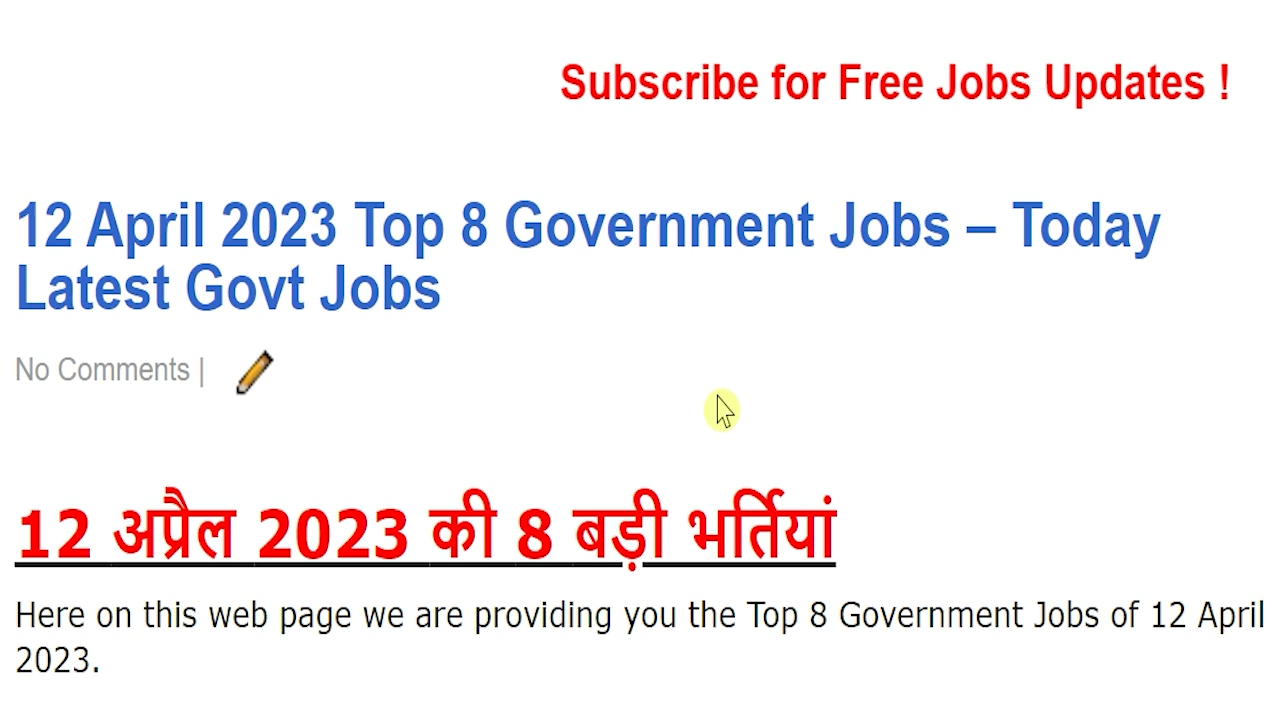 Subscribe for Free Jobs Updates !
12 April 2023 Top 8 Government Jobs – Today
Latest Govt Jobs
No Comments |
12 अप्रैल 2023 की 8 बड़ी भर्तियां
Here on this web page we are providing you the Top 8 Government Jobs of 12 April
2023.